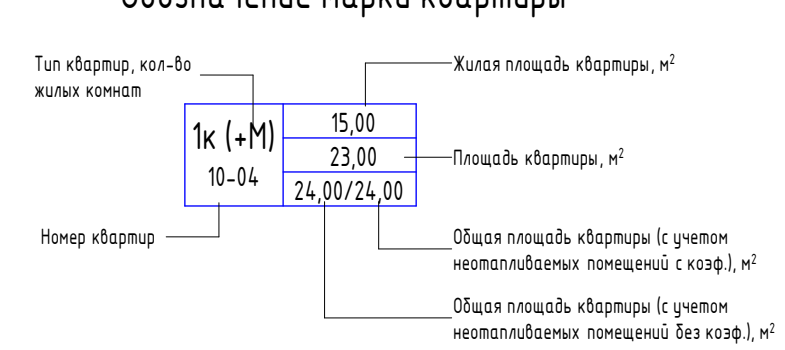 Обозначение марки квартиры
Тип квартир, кол-во
жилых комнат
Жилая площадь квартиры, м²
1к (+М)
15,00
23,00
Площадь квартиры, м²
10-04
24,00/24,00
Номер квартир
Общая площадь квартиры (с учетом
неотапливаемых помещений с коэф.), м²
Общая площадь квартиры (с учетом
неотапливаемых помещений без коэф.), м²